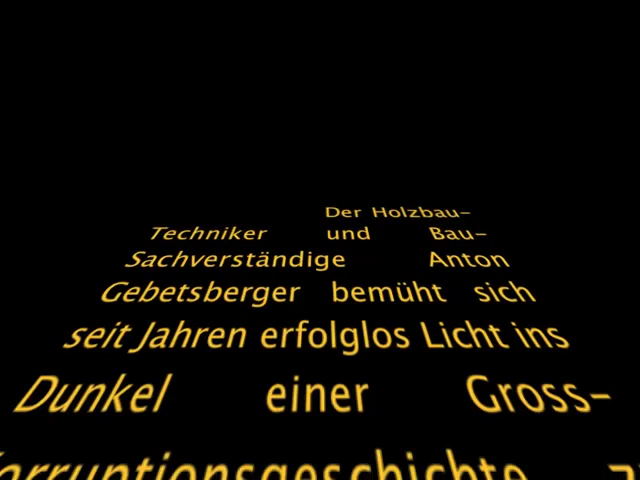 Der Holzbau-
Techniker und Bau-
Sachverständige Anton
Gebetsberger bemüht sich
seit Jahren erfolglos Licht ins
Dunkel einer Gross-